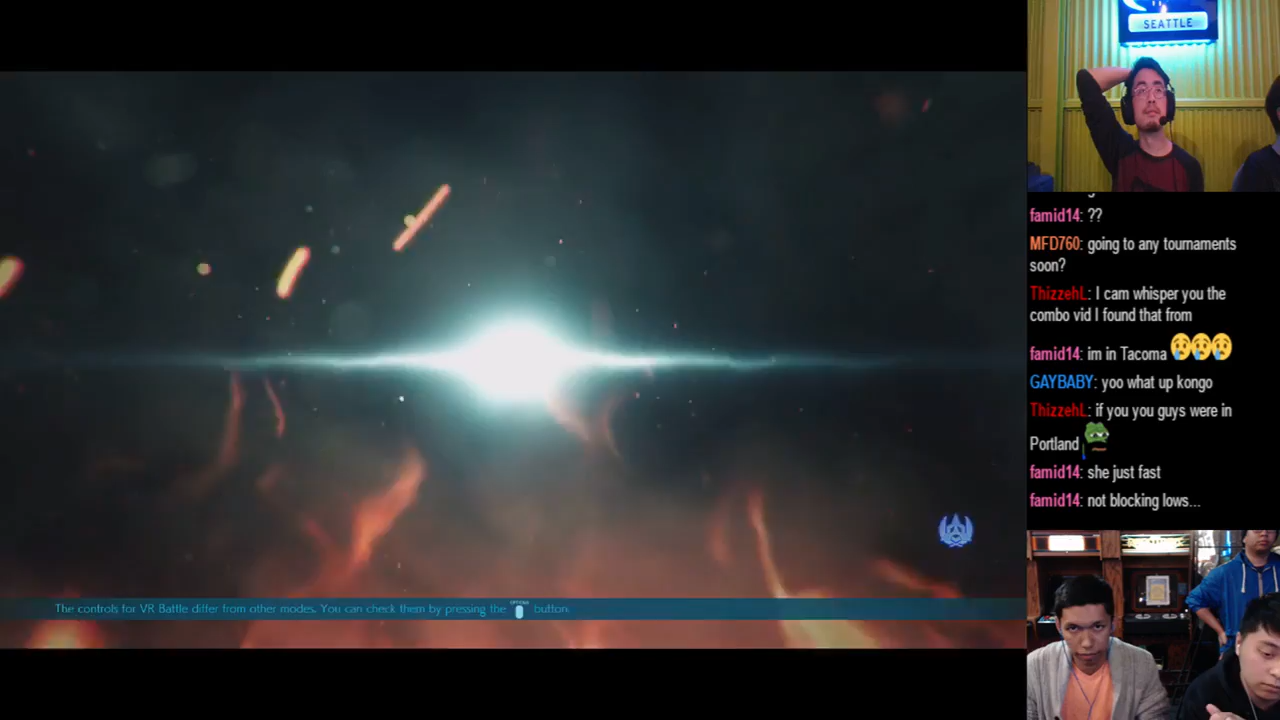 SEATTLE
famid14: ??
MFD760: going to any tournaments
soon?
ThizzehL: I cam whisper you the
combo vid I found that from
famid14: im in Tacoma
GAYBABY: yoo what up kongo
ThizzehL: if you you guys were in
Portland
famid14: she just fast
famid14: not blocking lows...
The controls for VR Battle differ from other modes. You can check them by pressing the OPTIONS button.